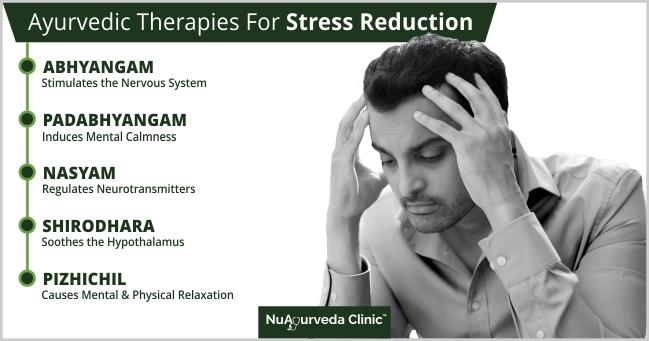 Ayurvedic Therapies For Stress Reduction
ABHYANGAM
Stimulates the Nervous System
PADABHYANGAM
Induces Mental Calmness
NASYAM
Regulates Neurotransmitters
SHIRODHARA
Soothes the Hypothalamus
PIZHICHIL
Causes Mental & Physical Relaxation
NuAyurveda Clinic™